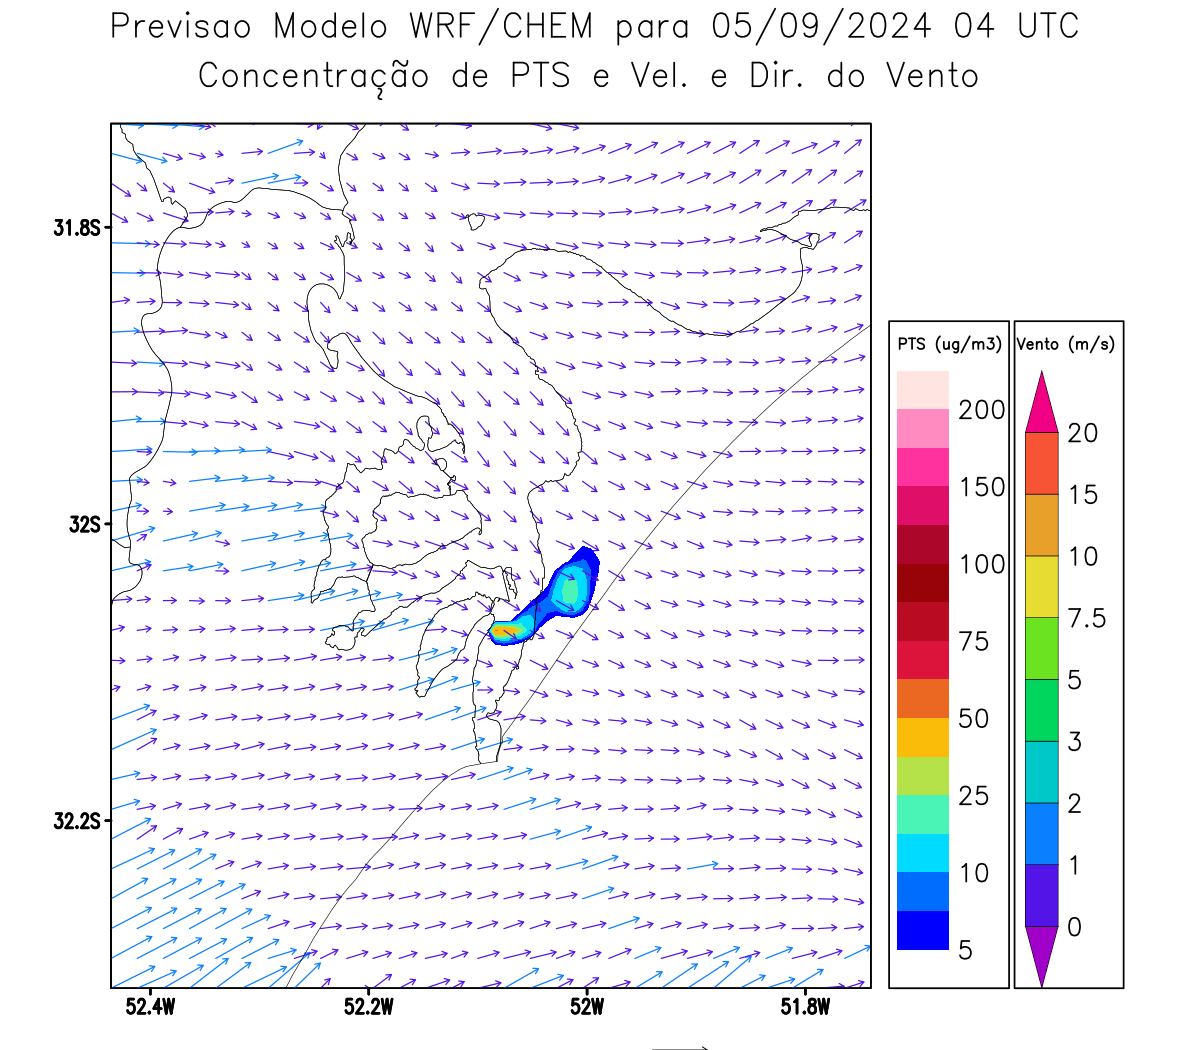 Previsao Modelo WRF/CHEM para 05/09/2024 04 UTC
Concentração de PTS e Vel. e Dir. do Vento
31.8S
32S
32.2S
52.4W 52.2W 52W 51.8W
PTS (ug/m3)
200
150
100
75
50
25
10
5
Vento (m/s)
20
15
10
7.5
5
3
2
1
0